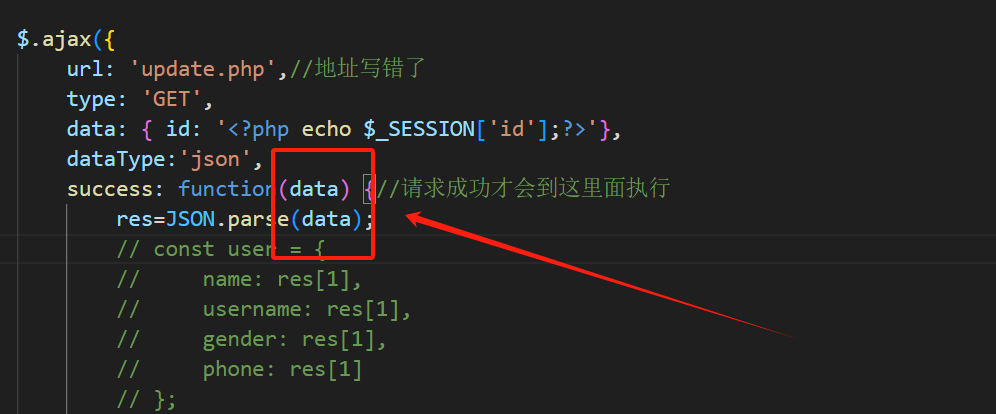 $.ajax({
url: 'update.php',//地址写错了
type: 'GET',
data: { id: '<?php echo $_SESSION['id'];?>'},
dataType:'json',
success: function(data) {//请求成功才会到这里面执行
res=JSON.parse(data);
// const user = {
//     name: res[1],
//     username: res[1],
//     gender: res[1],
//     phone: res[1]
// };